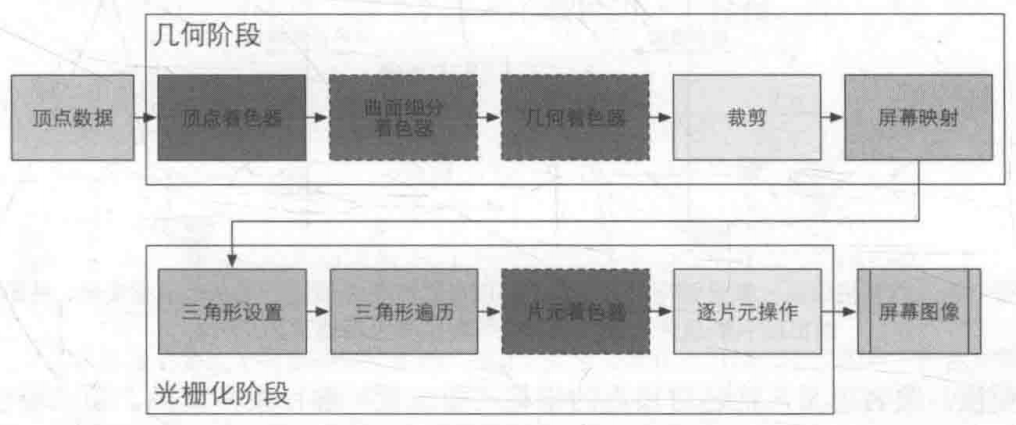 几何阶段
顶点数据
顶点着色器
曲面细分
着色器
几何着色器
裁剪
屏幕映射
三角形设置
三角形遍历
片元着色器
逐片元操作
屏幕图像
光栅化阶段